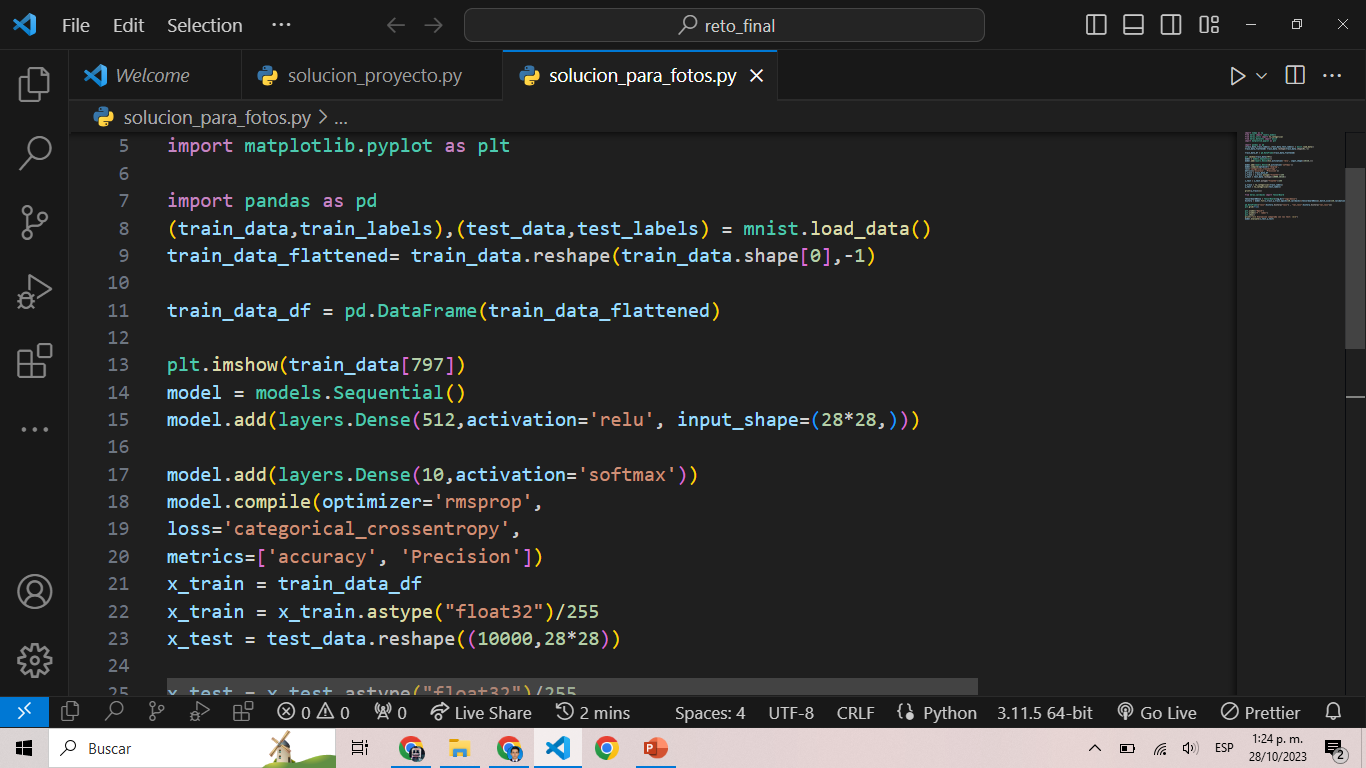 File Edit Selection ··· reto_final
Welcome solucion_proyecto.py solucion_para_fotos.py
solucion_para_fotos.py > ...
5 import matplotlib.pyplot as plt
6
7 import pandas as pd
8 (train_data,train_labels),(test_data,test_labels) = mnist.load_data()
9 train_data_flattened= train_data.reshape(train_data.shape[0],-1)
10
11 train_data_df = pd.DataFrame(train_data_flattened)
12
13 plt.imshow(train_data[797])
14 model = models.Sequential()
15 model.add(layers.Dense(512,activation='relu', input_shape=(28*28,)))
16
17 model.add(layers.Dense(10,activation='softmax'))
18 model.compile(optimizer='rmsprop',
19 loss='categorical_crossentropy',
20 metrics=['accuracy', 'Precision'])
21 x_train = train_data_df
22 x_train = x_train.astype("float32")/255
23 x_test = test_data.reshape((10000,28*28))
24
25 x_test = x_test.astype("float32")/255
0 0 0 Live Share 2 mins Spaces: 4 UTF-8 CRLF Python 3.11.5 64-bit Go Live Prettier
Buscar ESP 1:24 p. m.
28/10/2023 2